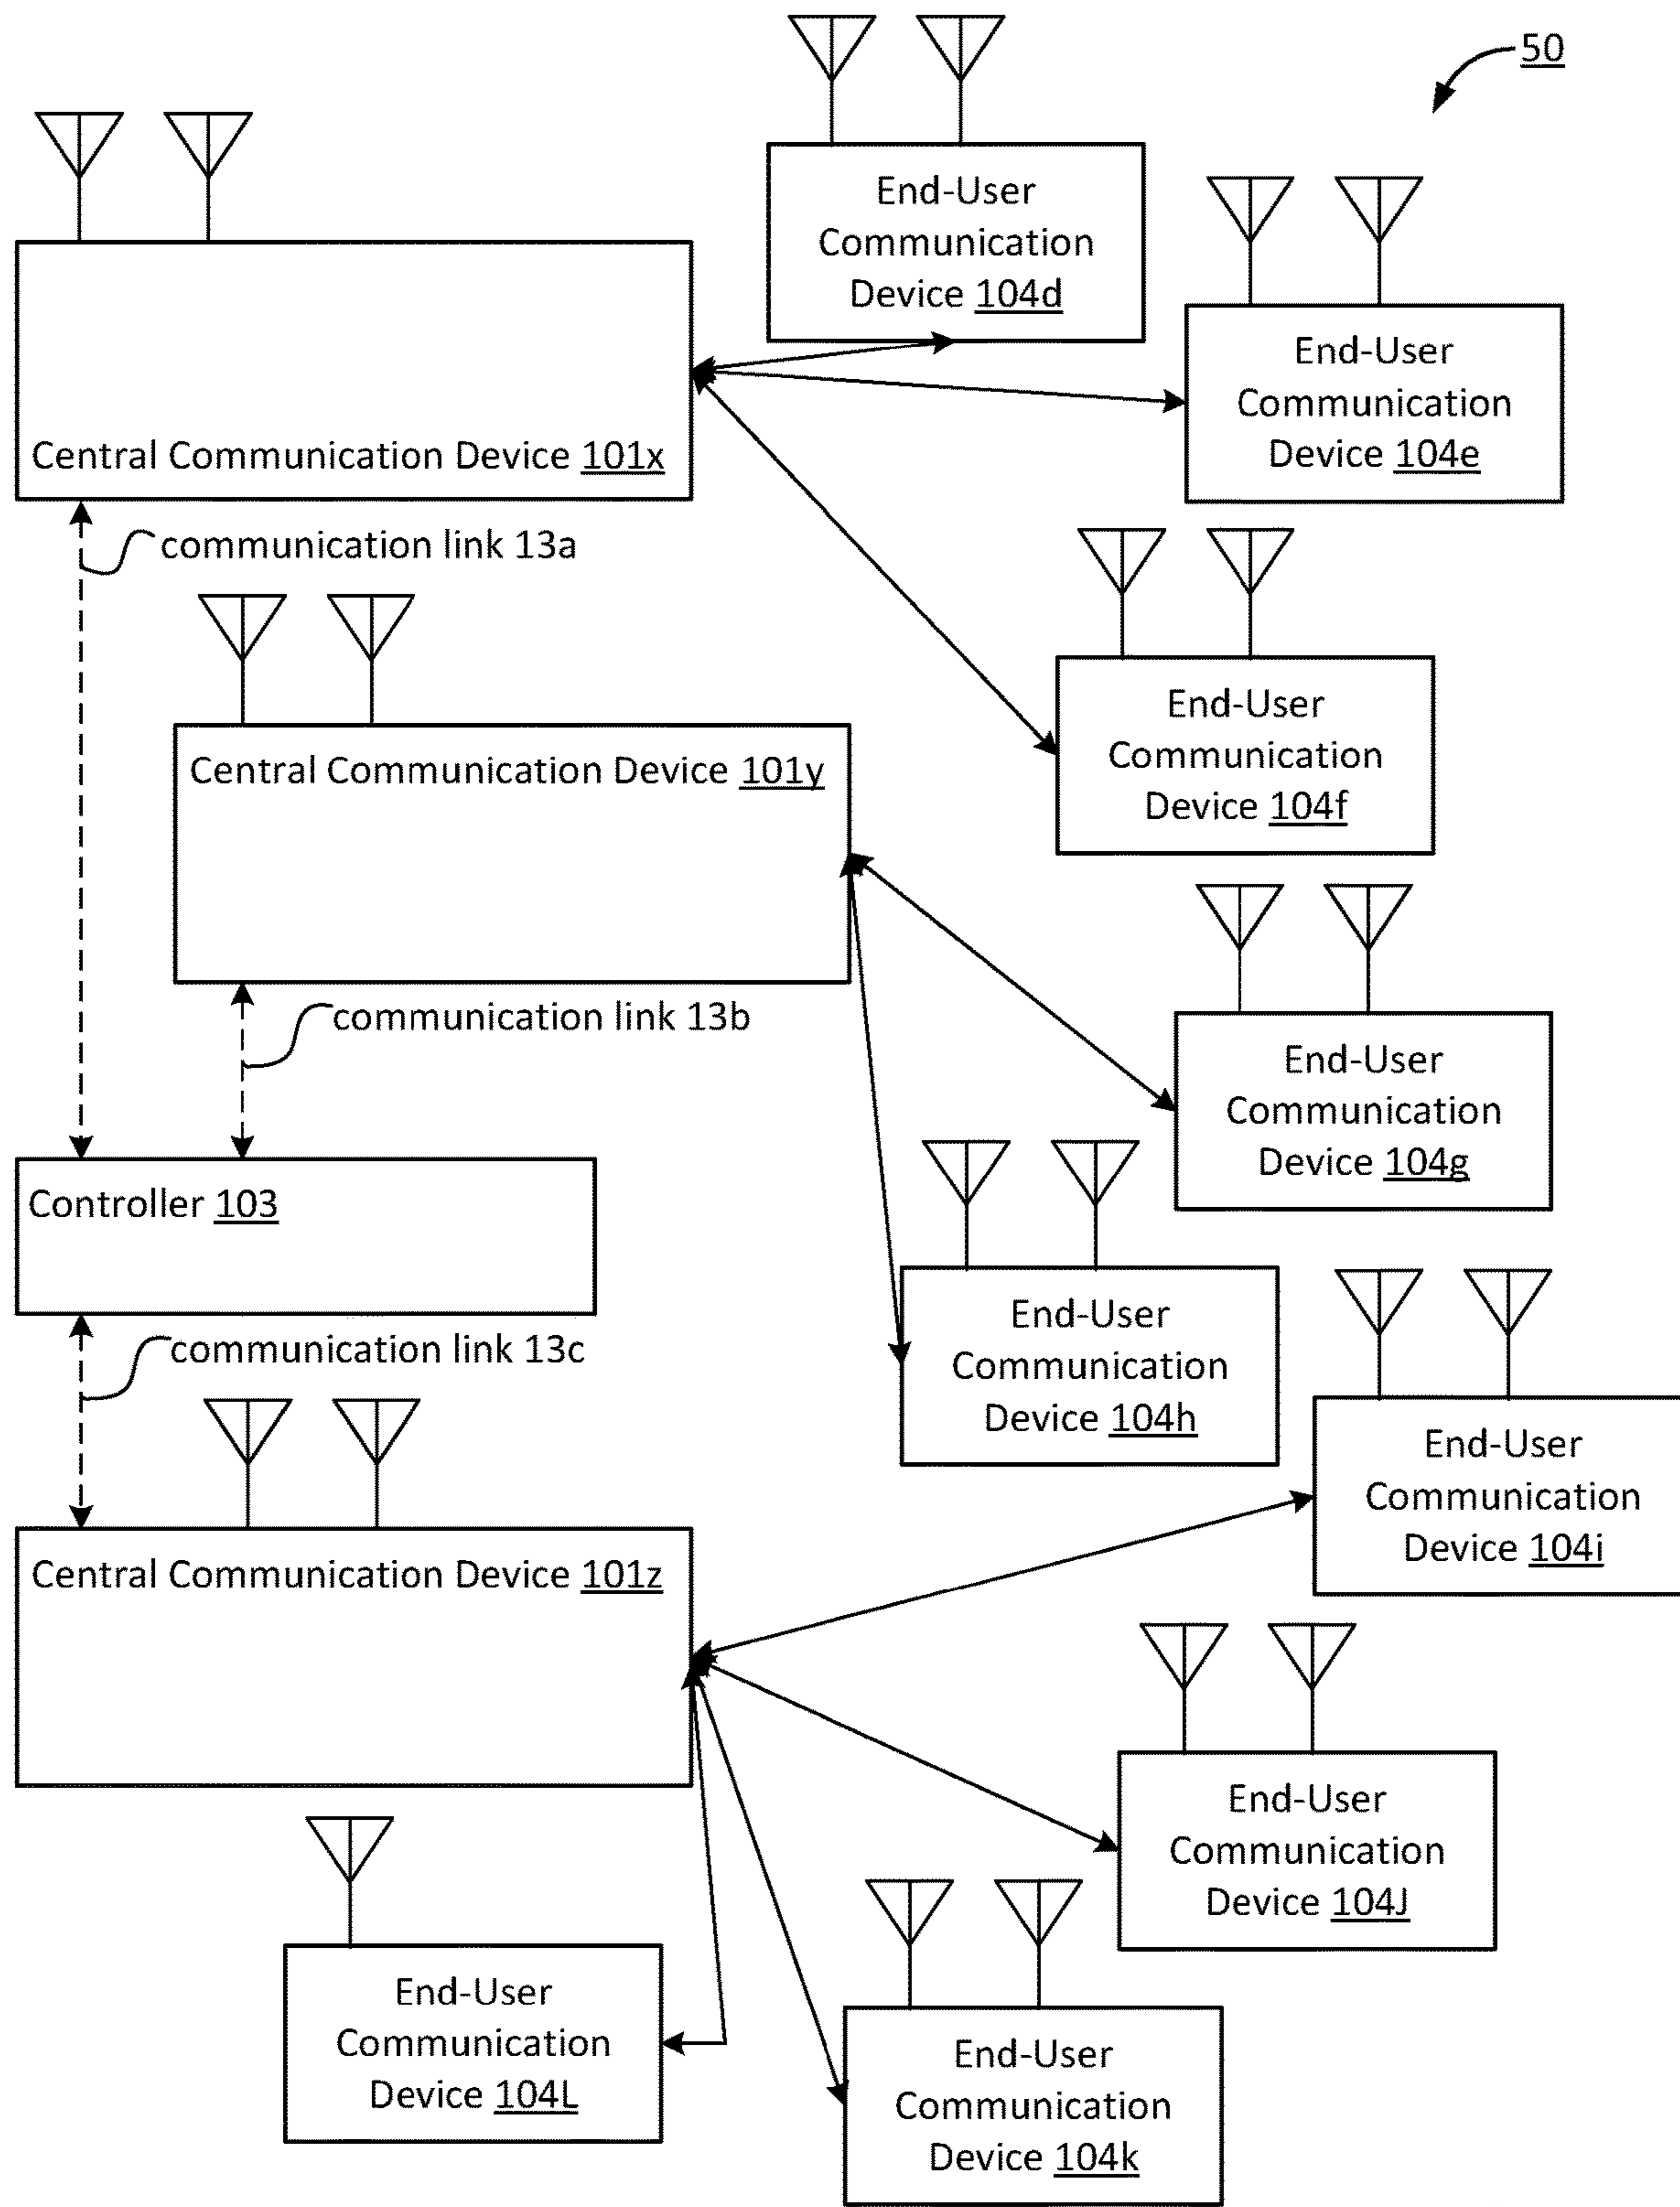 50
End-User
Communication
Device 104d
End-User
Communication
Device 104e
Central Communication Device 101x
communication link 13a
End-User
Communication
Device 104f
Central Communication Device 101y
communication link 13b
End-User
Communication
Device 104g
Controller 103
End-User
Communication
Device 104h
communication link 13c
End-User
Communication
Device 104i
Central Communication Device 101z
End-User
Communication
Device 104J
End-User
Communication
Device 104L
End-User
Communication
Device 104k